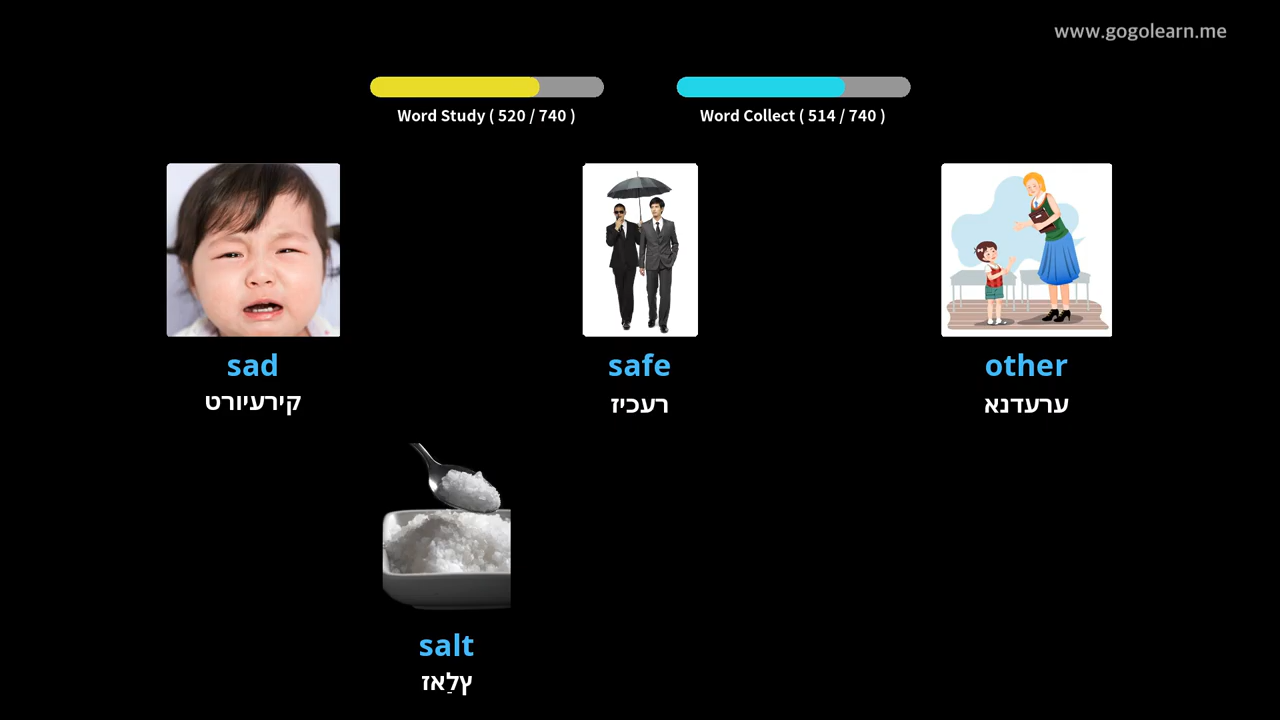 www.gogolearn.me
Word Study ( 520 / 740 )
Word Collect ( 514 / 740 )
sad
קירעיורט
safe
רעכיז
other
ערעדנא
salt
ץלַאז